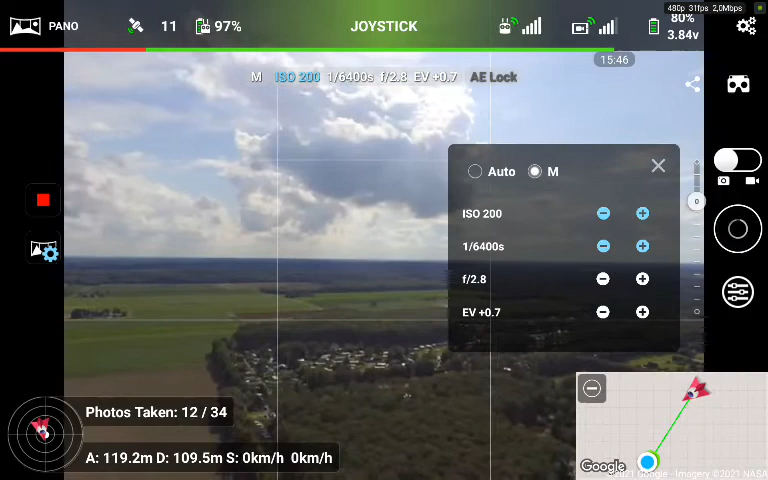 480p 31fps 2,0Mbps
PANO 11 97% JOYSTICK 80%
3.84v
15:46
M ISO 200 1/6400s f/2.8 EV +0.7 AE Lock
Auto M
ISO 200
0
1/6400s
f/2.8
EV +0.7
Photos Taken: 12 / 34
A: 119.2m D: 109.5m S: 0km/h 0km/h
Google
©2021 Google - Imagery ©2021 NASA